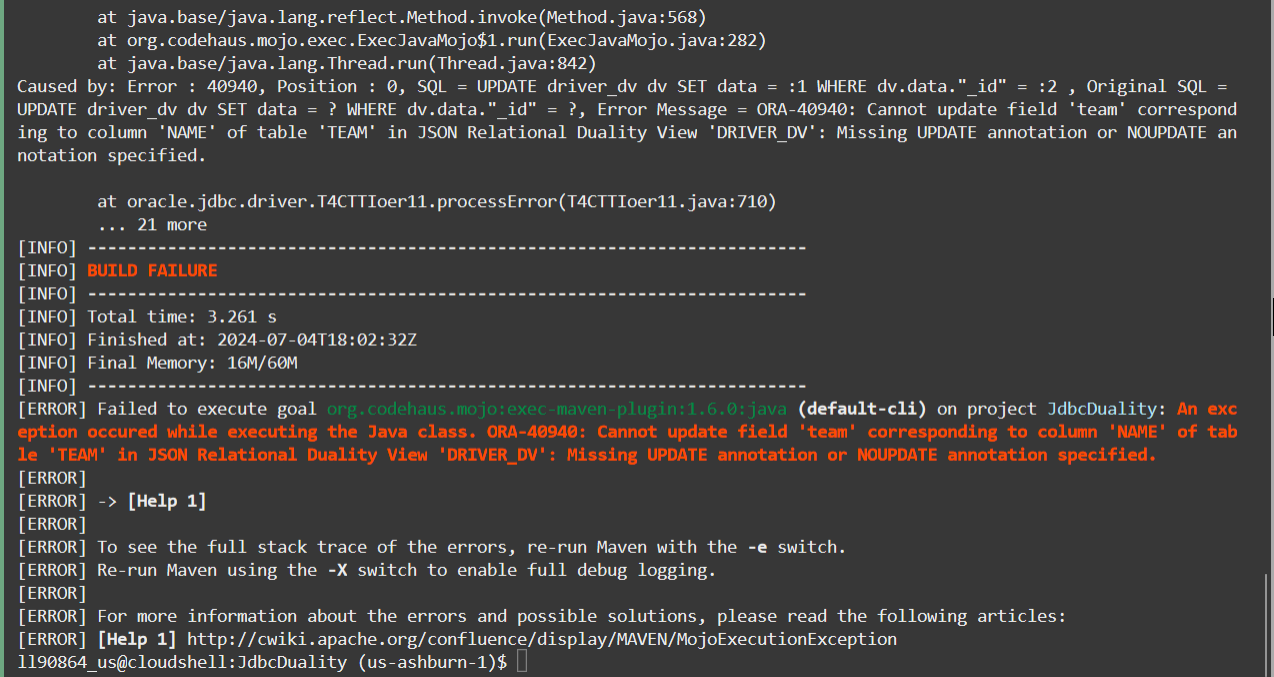 at java.base/java.lang.reflect.Method.invoke(Method.java:568)
at org.codehaus.mojo.exec.ExecJavaMojo$1.run(ExecJavaMojo.java:282)
at java.base/java.lang.Thread.run(Thread.java:842)
Caused by: Error : 40940, Position : 0, SQL = UPDATE driver_dv dv SET data = :1 WHERE dv.data."_id" = :2 , Original SQL =
UPDATE driver_dv dv SET data = ? WHERE dv.data."_id" = ?, Error Message = ORA-40940: Cannot update field 'team' correspond
ing to column 'NAME' of table 'TEAM' in JSON Relational Duality View 'DRIVER_DV': Missing UPDATE annotation or NOUPDATE an
notation specified.
at oracle.jdbc.driver.T4CTTIoer11.processError(T4CTTIoer11.java:710)
... 21 more
[INFO] ------------------------------------------------------------------------
[INFO] BUILD FAILURE
[INFO] ------------------------------------------------------------------------
[INFO] Total time: 3.261 s
[INFO] Finished at: 2024-07-04T18:02:32Z
[INFO] Final Memory: 16M/60M
[INFO] ------------------------------------------------------------------------
[ERROR] Failed to execute goal org.codehaus.mojo:exec-maven-plugin:1.6.0:java (default-cli) on project JdbcDuality: An exc
eption occured while executing the Java class. ORA-40940: Cannot update field 'team' corresponding to column 'NAME' of tab
le 'TEAM' in JSON Relational Duality View 'DRIVER_DV': Missing UPDATE annotation or NOUPDATE annotation specified.
[ERROR]
[ERROR] -> [Help 1]
[ERROR]
[ERROR] To see the full stack trace of the errors, re-run Maven with the -e switch.
[ERROR] Re-run Maven using the -X switch to enable full debug logging.
[ERROR]
[ERROR] For more information about the errors and possible solutions, please read the following articles:
[ERROR] [Help 1] http://cwiki.apache.org/confluence/display/MAVEN/MojoExecutionException
ll90864_us@cloudshell:JdbcDuality (us-ashburn-1)$